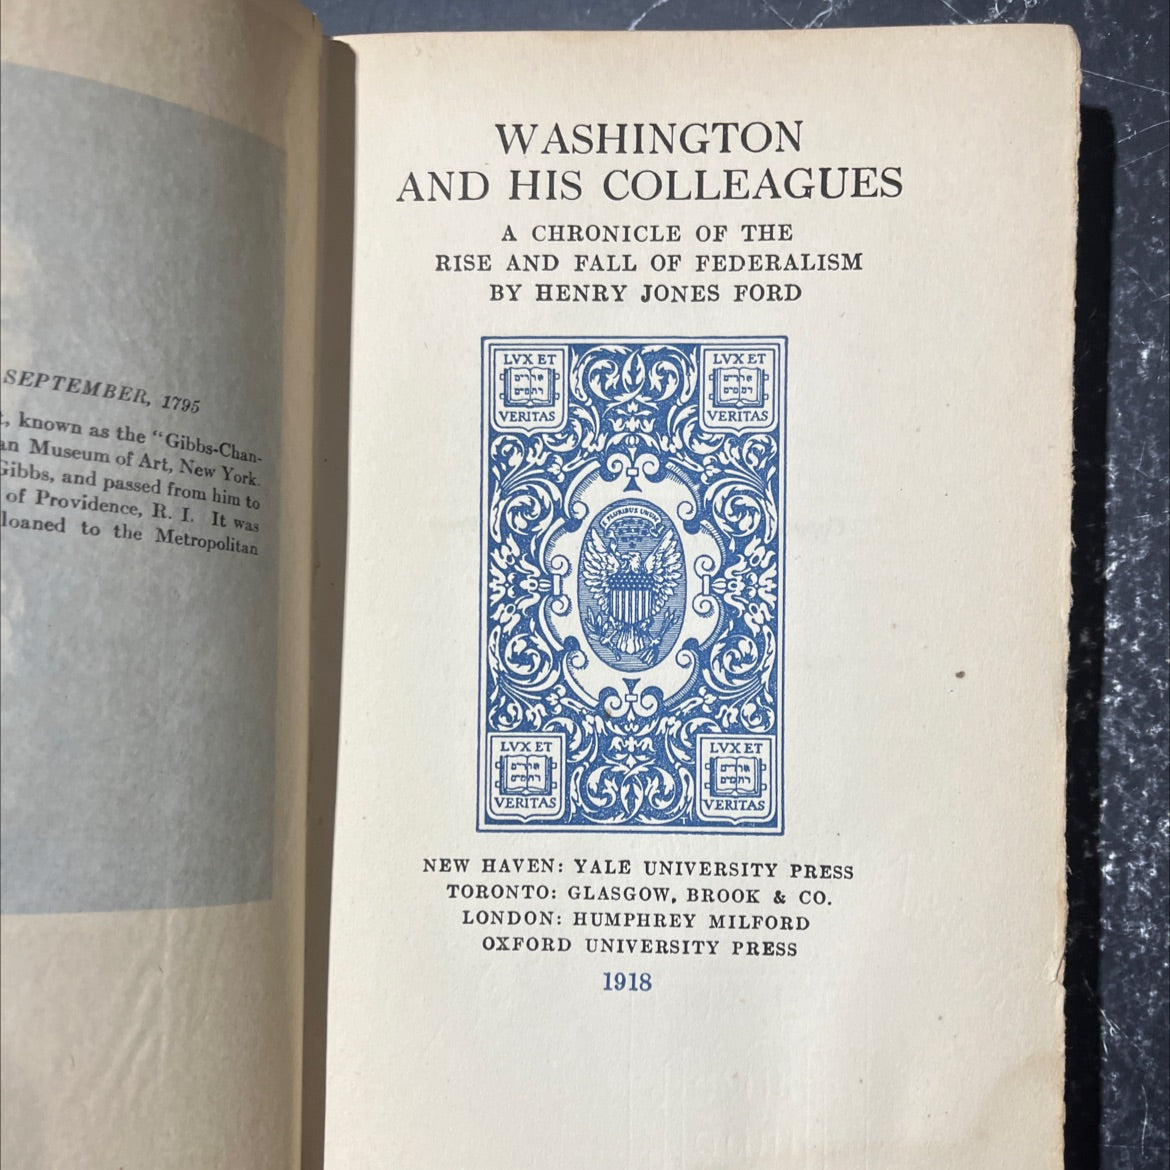 SEPTEMBER, 1795
known as the "Gibbs-Chan-
Museum of Art, New York.
Gibbs, and passed from him to
of Providence, R. I. It was
loaned to the Metropolitan
WASHINGTON
AND HIS COLLEAGUES
A CHRONICLE OF THE
RISE AND FALL OF FEDERALISM
BY HENRY JONES FORD
LVX ET
VERITAS
LVX ET
VERITAS
E PLURIBUS UNUM
LVX ET
VERITAS
LVX ET
VERITAS
NEW HAVEN: YALE UNIVERSITY PRESS
TORONTO: GLASGOW, BROOK & CO.
LONDON: HUMPHREY MILFORD
OXFORD UNIVERSITY PRESS
1918